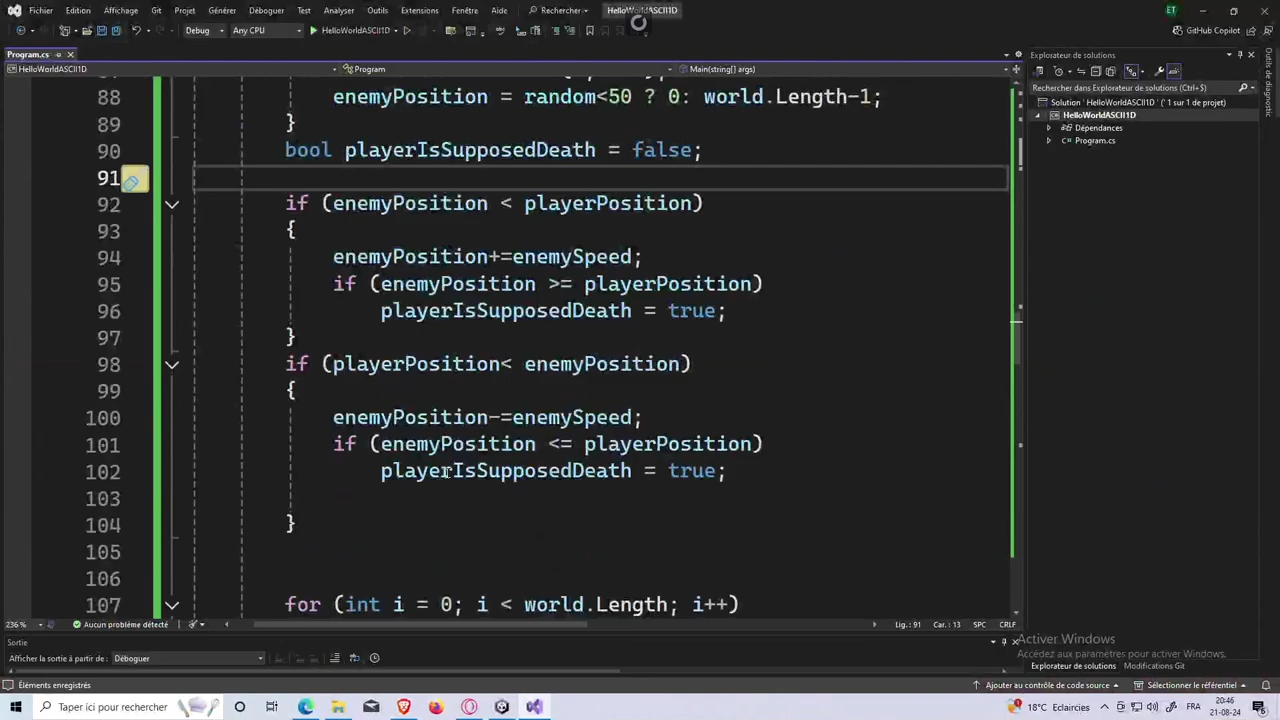 Fichier Edition Affichage Git Projet Générer Déboguer Test Analyser Outils Extensions Fenêtre Aide Rechercher HelloWorldASCII1D ET
Debug Any CPU HelloWorldASCII1D GitHub Copilot
Program.cs Explorateur de solutions
HelloWorldASCII1D Program Main(string[] args)
Rechercher dans Explorateur de solutions (Ctrl+$)
Solution 'HelloWorldASCII1D' (' 1 sur 1 de projet)
HelloWorldASCII1D
Dépendances
Program.cs
Outils de diagnostic
88 enemyPosition = random<50 ? 0: world.Length-1;
89 }
90 bool playerIsSupposedDeath = false;
91
92 if (enemyPosition < playerPosition)
93 {
94 enemyPosition+=enemySpeed;
95 if (enemyPosition >= playerPosition)
96 playerIsSupposedDeath = true;
97 }
98 if (playerPosition< enemyPosition)
99 {
100 enemyPosition-=enemySpeed;
101 if (enemyPosition <= playerPosition)
102 playerIsSupposedDeath = true;
103
104 }
105
106
107 for (int i = 0; i < world.Length; i++)
236 % Aucun problème détecté Lig.: 91 Car.: 13 SPC CRLF
Sortie
Activer Windows
Accédez aux paramètres pour activer Windows.
Afficher la sortie à partir de : Déboguer
Explorateur de solutions Modifications Git
Éléments enregistrés Ajouter au contrôle de code source Sélectionner le référentiel
Taper ici pour rechercher 18°C Eclaircies FRA 20:46
21-08-24